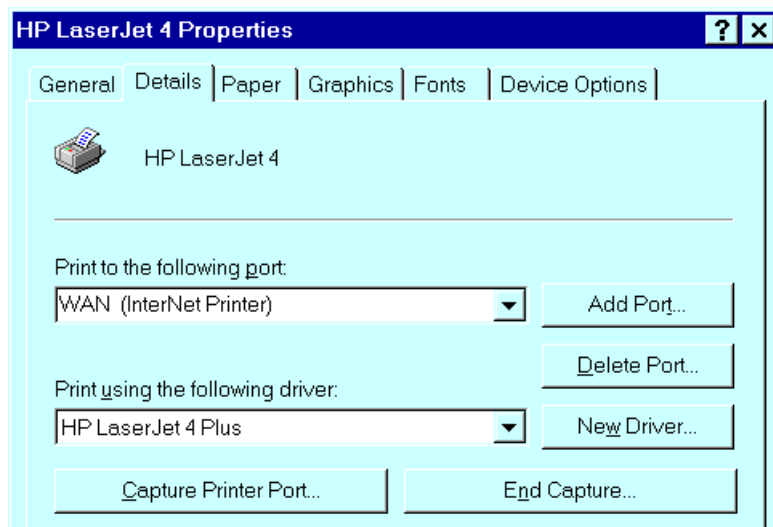 HP LaserJet 4 Properties
General Details Paper Graphics Fonts Device Options
HP LaserJet 4
Print to the following port:
WAN (InterNet Printer)
Add Port...
Delete Port...
Print using the following driver:
HP LaserJet 4 Plus
New Driver...
Capture Printer Port... End Capture...